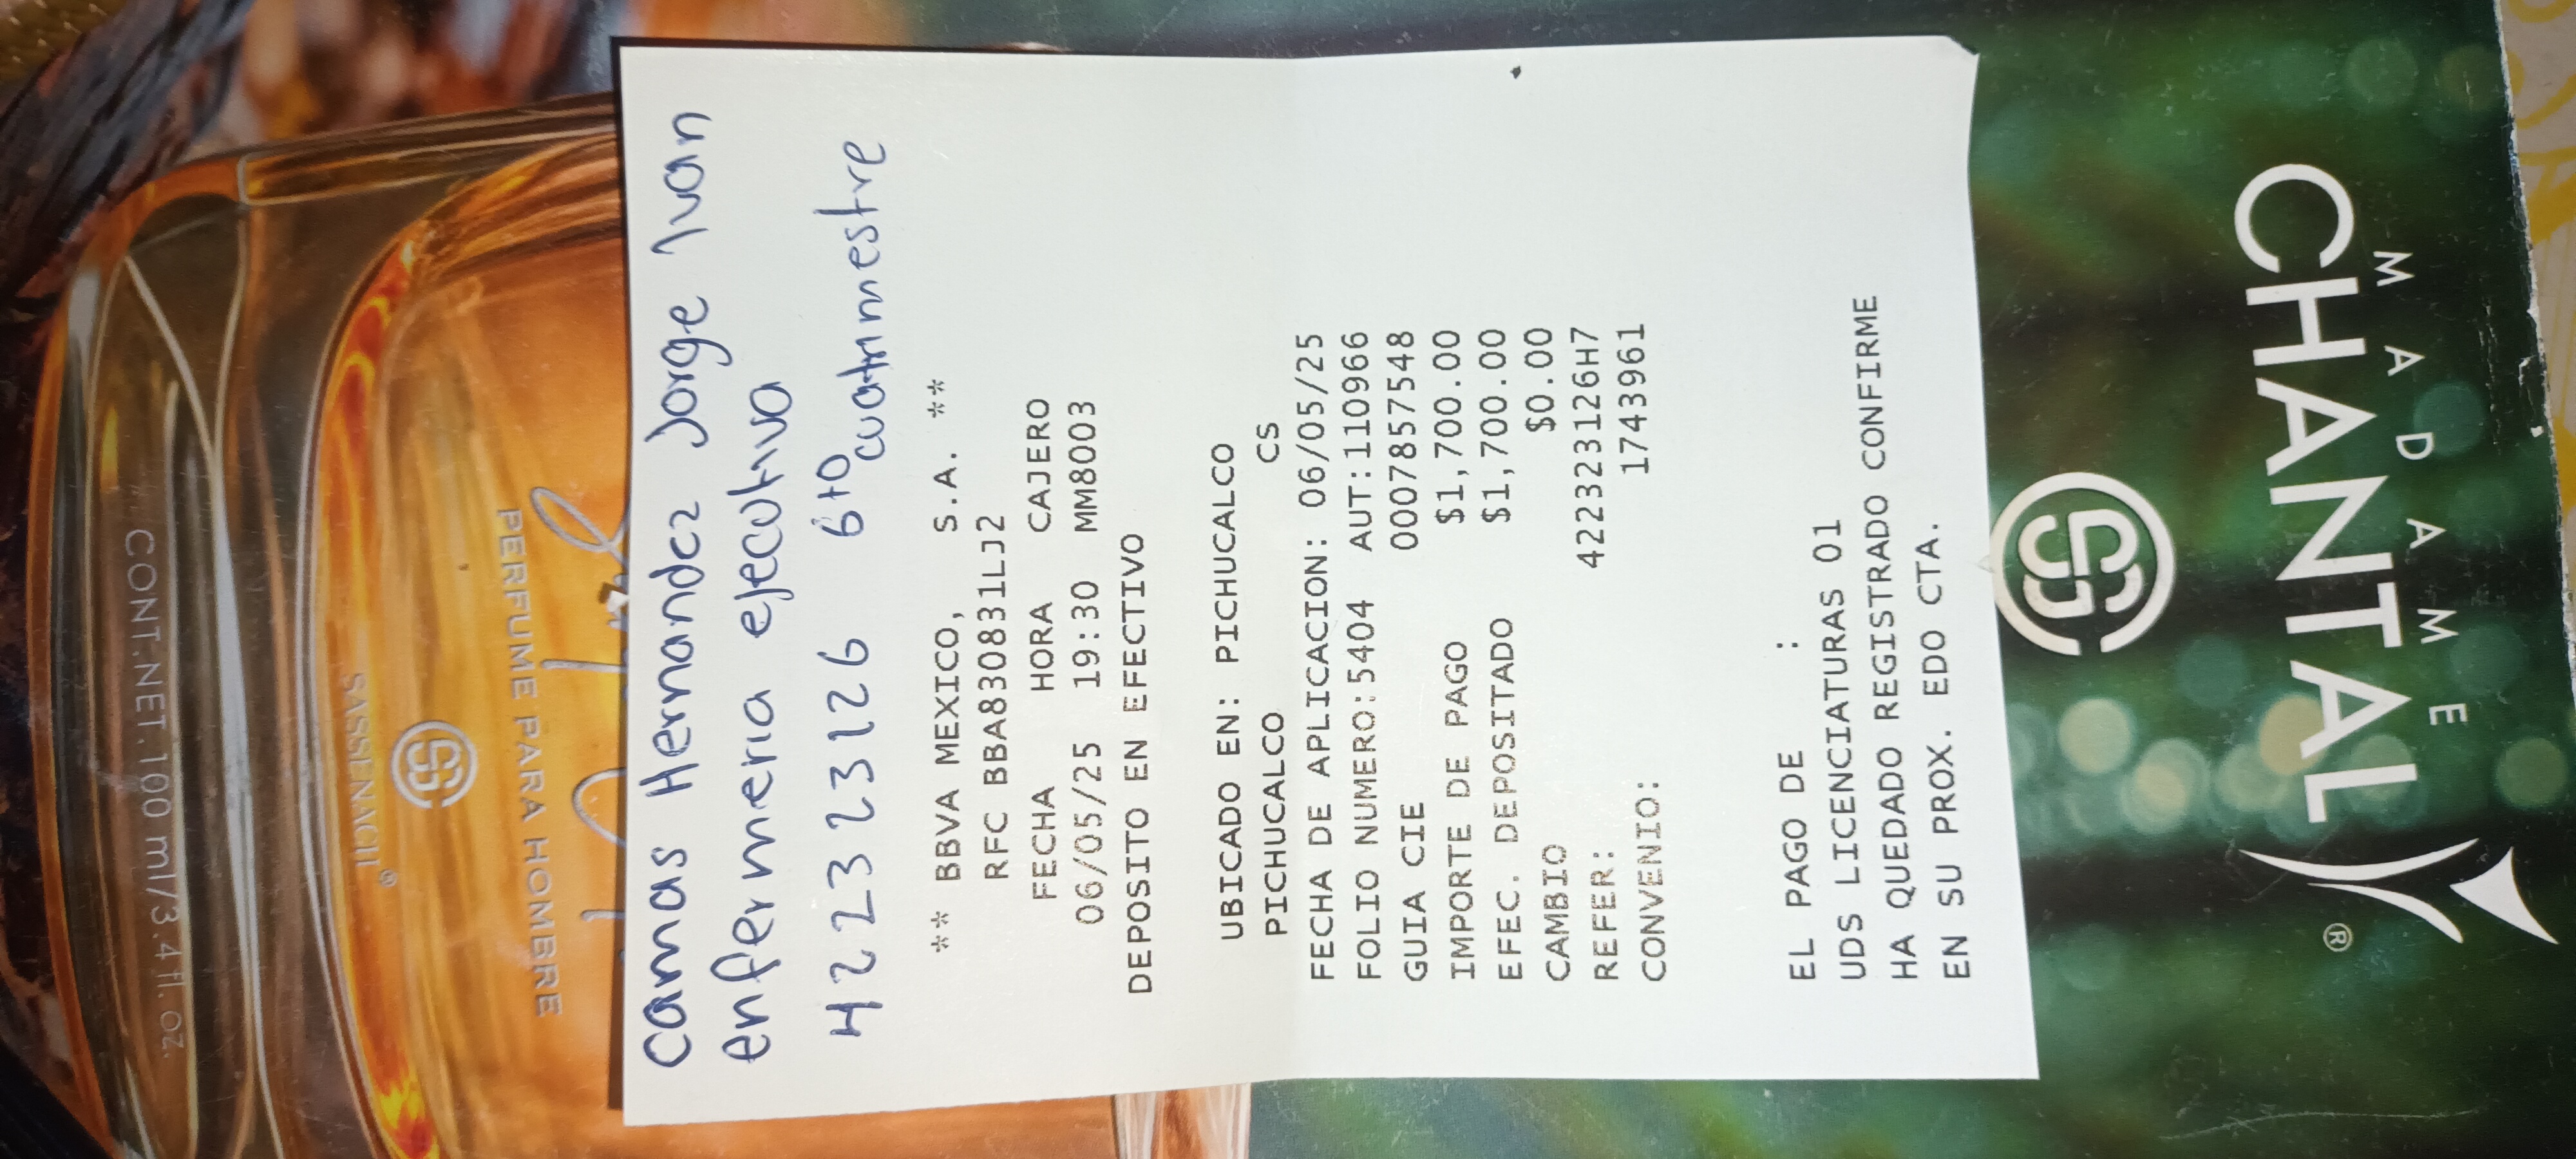 Camas Hernandez Jorge Ivan
enfermeria ejecutiva
422323126 6to
cuatrimestre
** BBVA MEXICO, S.A. **
RFC BBA830831LJ2
FECHA HORA CAJERO
06/05/25 19:30 MM8003
DEPOSITO EN EFECTIVO
UBICADO EN: PICHUCALCO
PICHUCALCO CS
FECHA DE APLICACION: 06/05/25
FOLIO NUMERO:5404 AUT:110966
GUIA CIE 0007857548
IMPORTE DE PAGO $1,700.00
EFEC. DEPOSITADO $1,700.00
CAMBIO $0.00
REFER: 422323126H7
CONVENIO: 1743961
EL PAGO DE :
UDS LICENCIATURAS 01
HA QUEDADO REGISTRADO CONFIRME
EN SU PROX. EDO CTA.
MADAME
CHANTAL
®
PERFUME PARA HOMBRE
SASSENACH®
CONT.NET.100 ml/3.4 fl. oz.